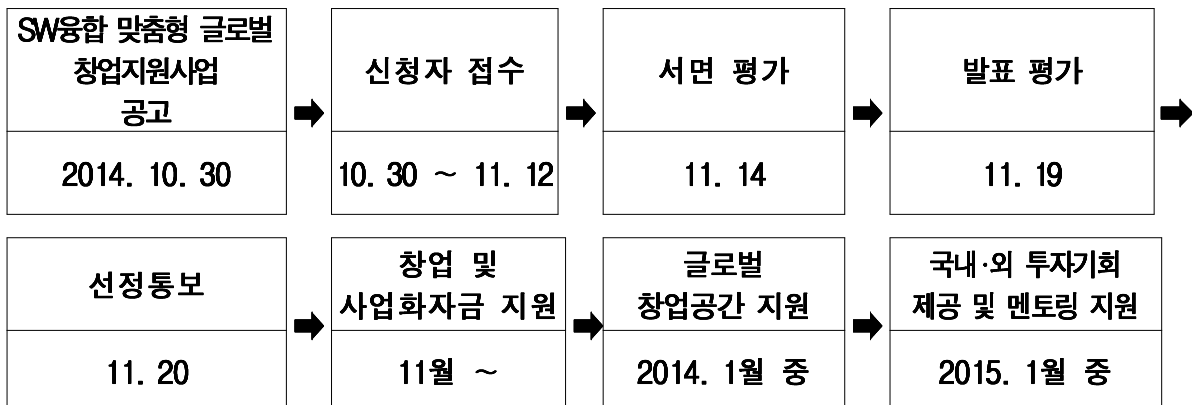 SW융합 맞춤형 글로벌
창업지원사업
공고
2014. 10. 30
신청자 접수
10. 30 ~ 11. 12
서면 평가
11. 14
발표 평가
11. 19
선정통보
11. 20
창업 및
사업화자금 지원
11월 ~
글로벌
창업공간 지원
2014. 1월 중
국내·외 투자기회
제공 및 멘토링 지원
2015. 1월 중